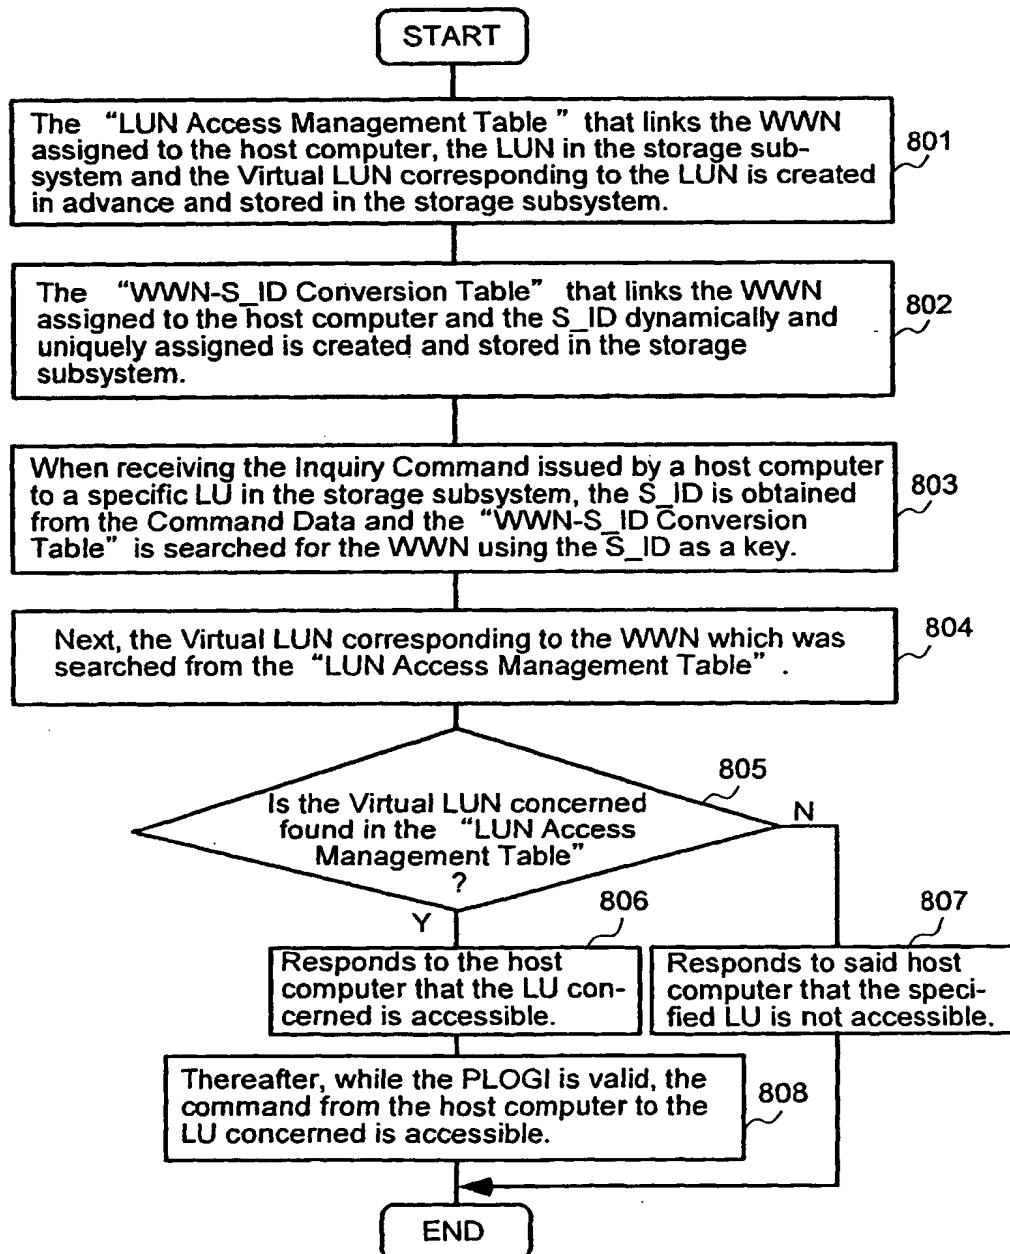 START
The “LUN Access Management Table ” that links the WWN
assigned to the host computer, the LUN in the storage sub-
system and the Virtual LUN corresponding to the LUN is created
in advance and stored in the storage subsystem.
801
The “WWN-S_ID Conversion Table” that links the WWN
assigned to the host computer and the S_ID dynamically and
uniquely assigned is created and stored in the storage
subsystem.
802
When receiving the Inquiry Command issued by a host computer
to a specific LU in the storage subsystem, the S_ID is obtained
from the Command Data and the “WWN-S_ID Conversion
Table” is searched for the WWN using the S_ID as a key.
803
Next, the Virtual LUN corresponding to the WWN which was
searched from the “LUN Access Management Table” .
804
805
Is the Virtual LUN concerned
found in the “LUN Access
Management Table”
?
N
Y
806
Responds to the host
computer that the LU con-
cerned is accessible.
807
Responds to said host
computer that the speci-
fied LU is not accessible.
Thereafter, while the PLOGI is valid, the
command from the host computer to the
LU concerned is accessible.
808
END